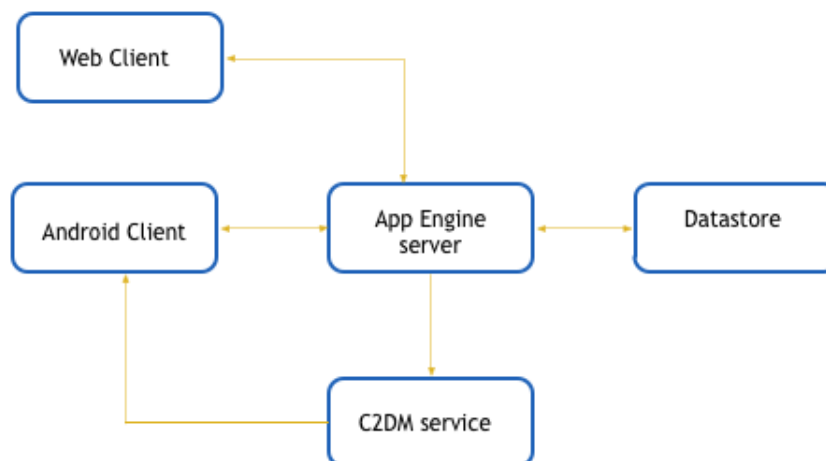 Web Client
Android Client
App Engine
server
Datastore
C2DM service